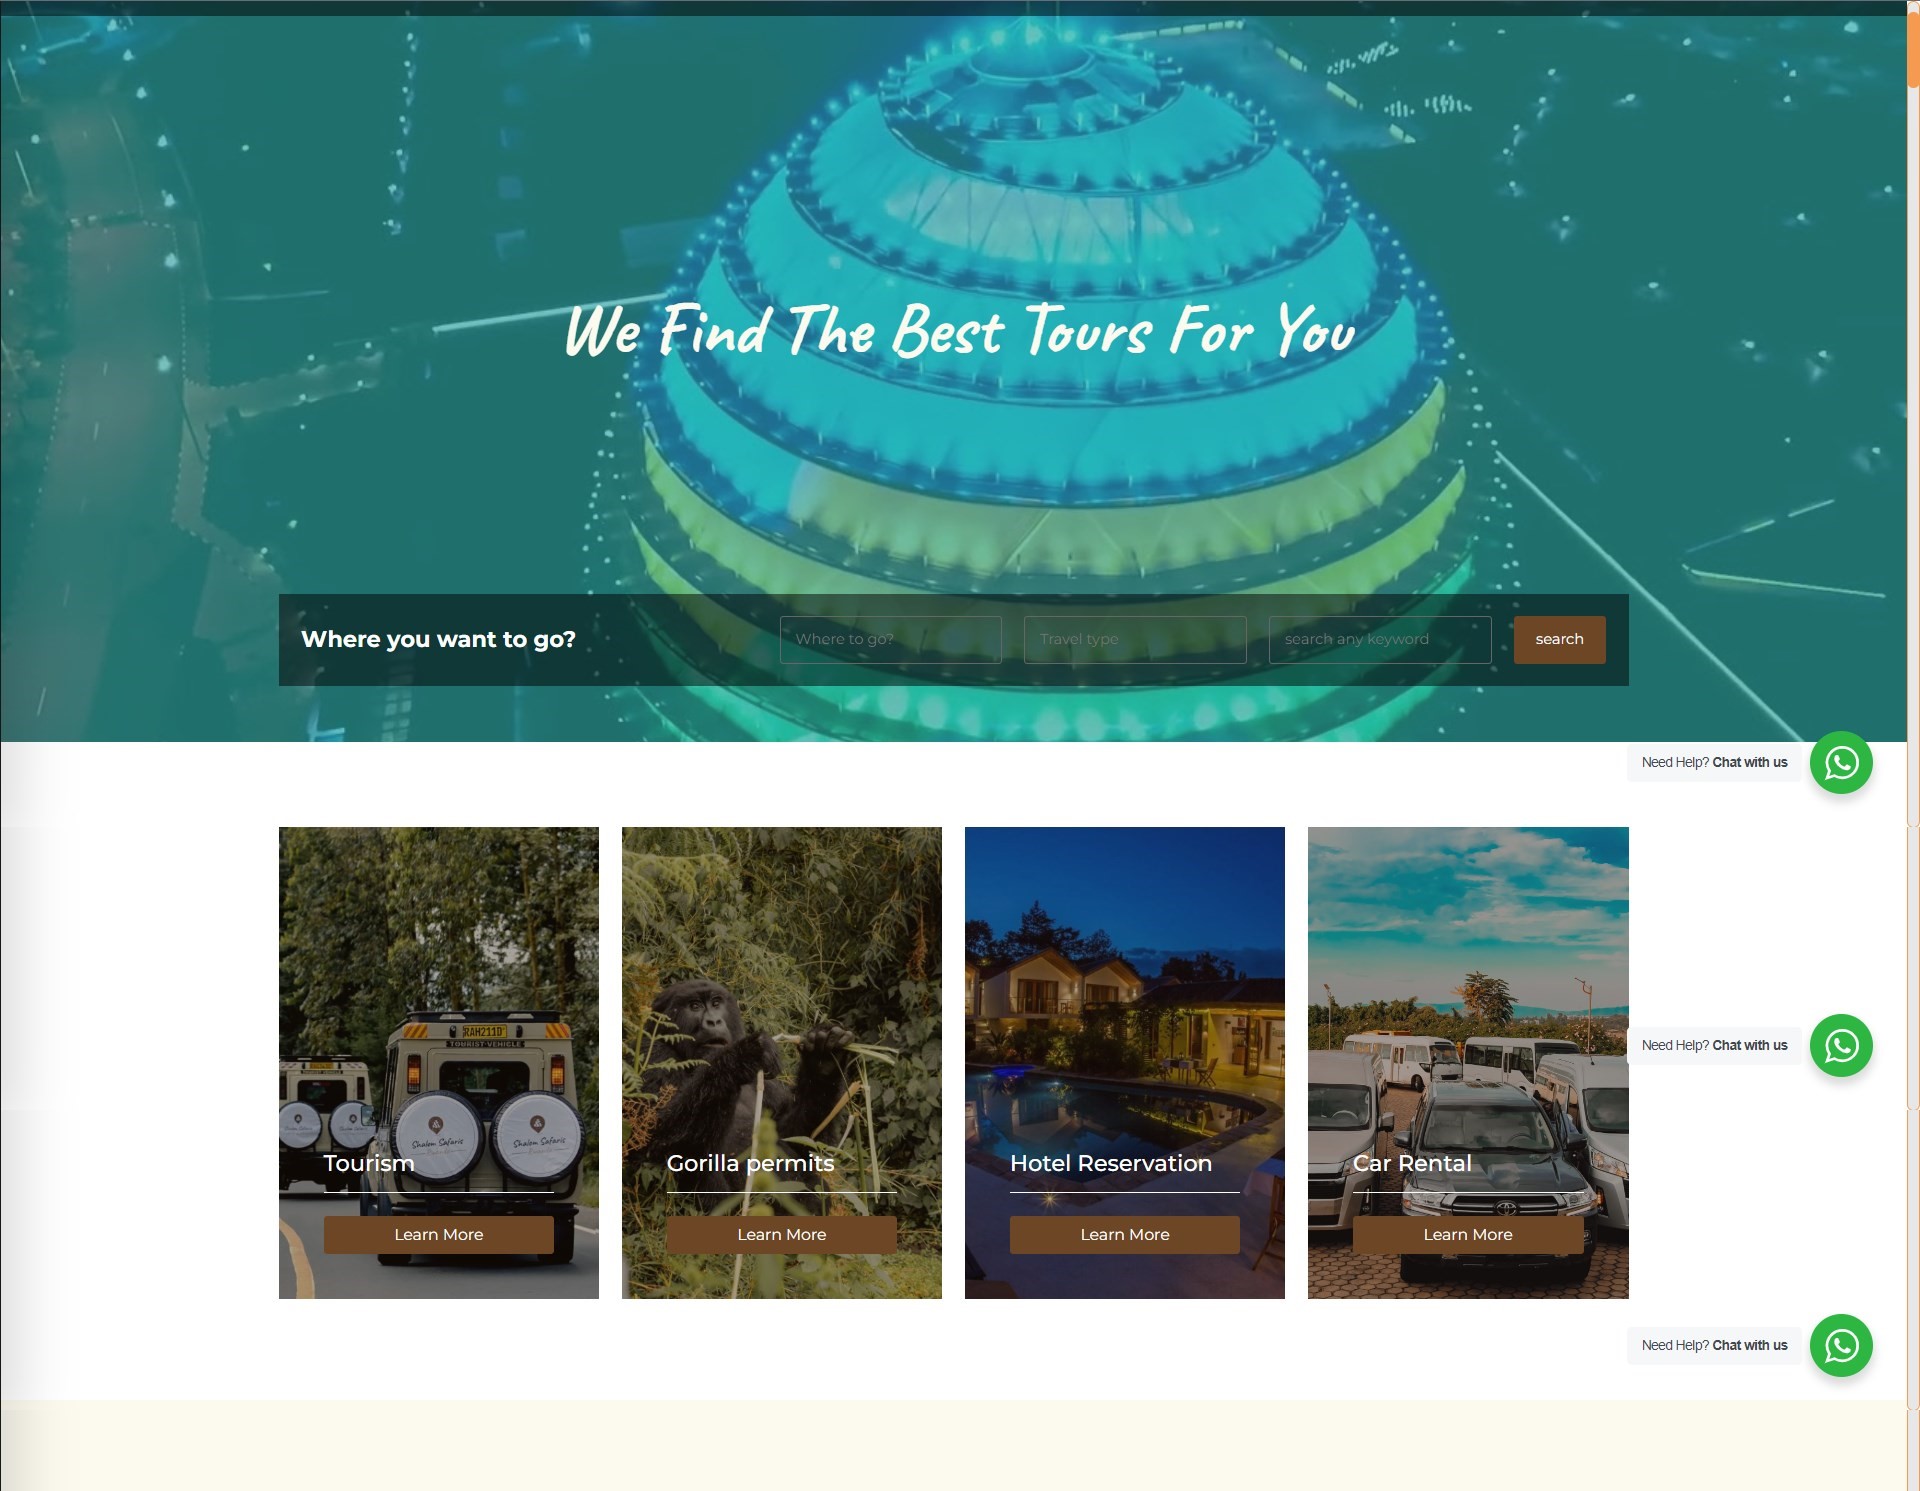 We Find The Best Tours For You
Where you want to go?
Where to go?
Travel type
search any keyword
search
Need Help? Chat with us
RAH211D
TOURIST VEHICLE
Shalom Safaris
Shalom Safaris
Tourism
Learn More
Gorilla permits
Learn More
Hotel Reservation
Learn More
Car Rental
Learn More
Need Help? Chat with us
Need Help? Chat with us